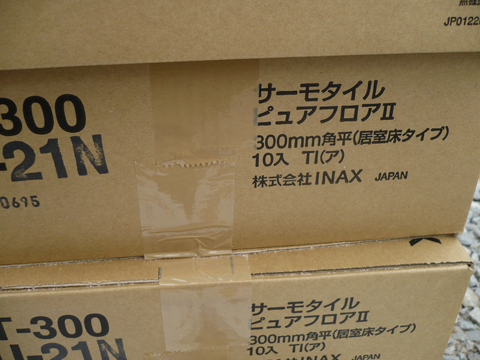 JP0122
-300
-21N
0695
サーモタイル
ピュアフロアII
300mm角平(居室床タイプ)
10入 TI(ア)
株式会社INAX JAPAN
T-300
-21N
サーモタイル
ピュアフロアII
300mm角平(居室床タイプ)
10入 TI(ア)